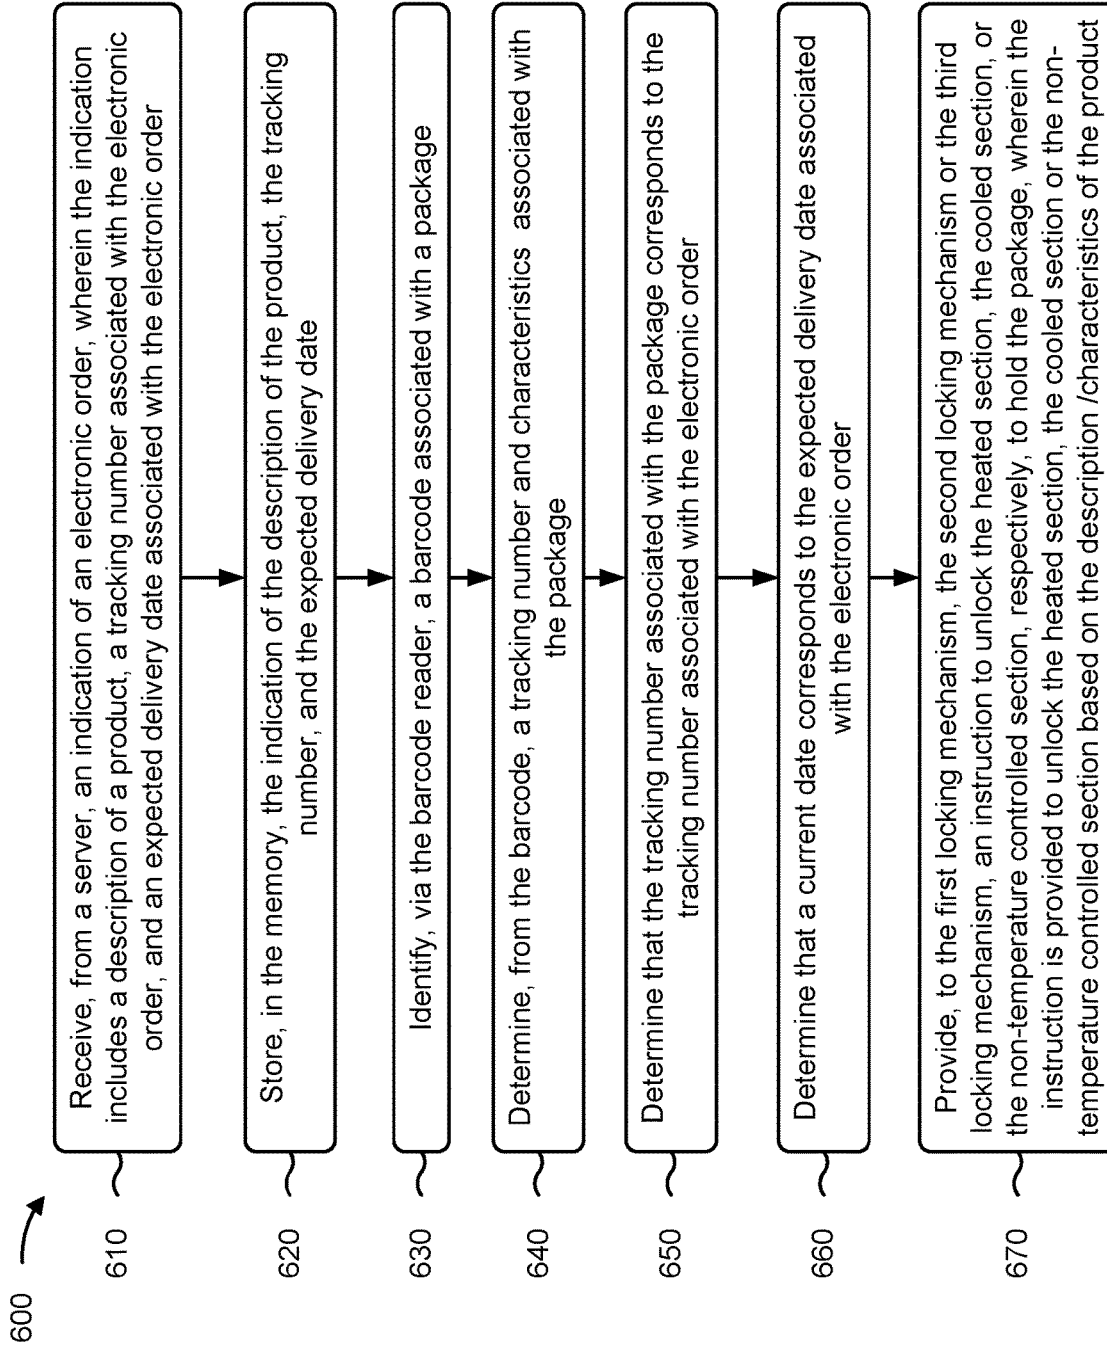 600
610
Receive, from a server, an indication of an electronic order, wherein the indication
includes a description of a product, a tracking number associated with the electronic
order, and an expected delivery date associated with the electronic order
620
Store, in the memory, the indication of the description of the product, the tracking
number, and the expected delivery date
630
Identify, via the barcode reader, a barcode associated with a package
640
Determine, from the barcode, a tracking number and characteristics associated with
the package
650
Determine that the tracking number associated with the package corresponds to the
tracking number associated with the electronic order
660
Determine that a current date corresponds to the expected delivery date associated
with the electronic order
670
Provide, to the first locking mechanism, the second locking mechanism or the third
locking mechanism, an instruction to unlock the heated section, the cooled section, or
the non-temperature controlled section, respectively, to hold the package, wherein the
instruction is provided to unlock the heated section, the cooled section or the non-
temperature controlled section based on the description /characteristics of the product